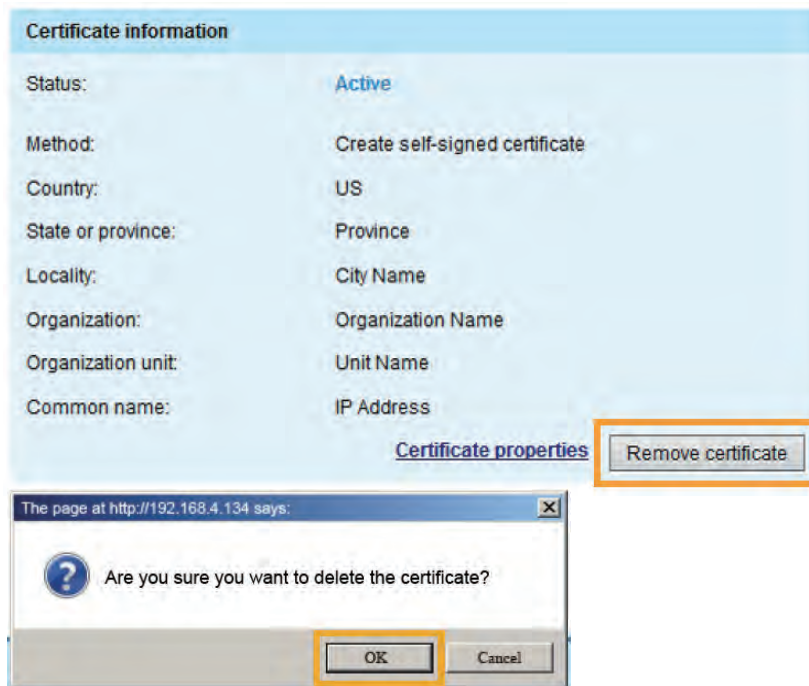 Certificate information
Status: Active
Method: Create self-signed certificate
Country: US
State or province: Province
Locality: City Name
Organization: Organization Name
Organization unit: Unit Name
Common name: IP Address
Certificate properties Remove certificate
The page at http://192.168.4.134 says:
Are you sure you want to delete the certificate?
OK Cancel